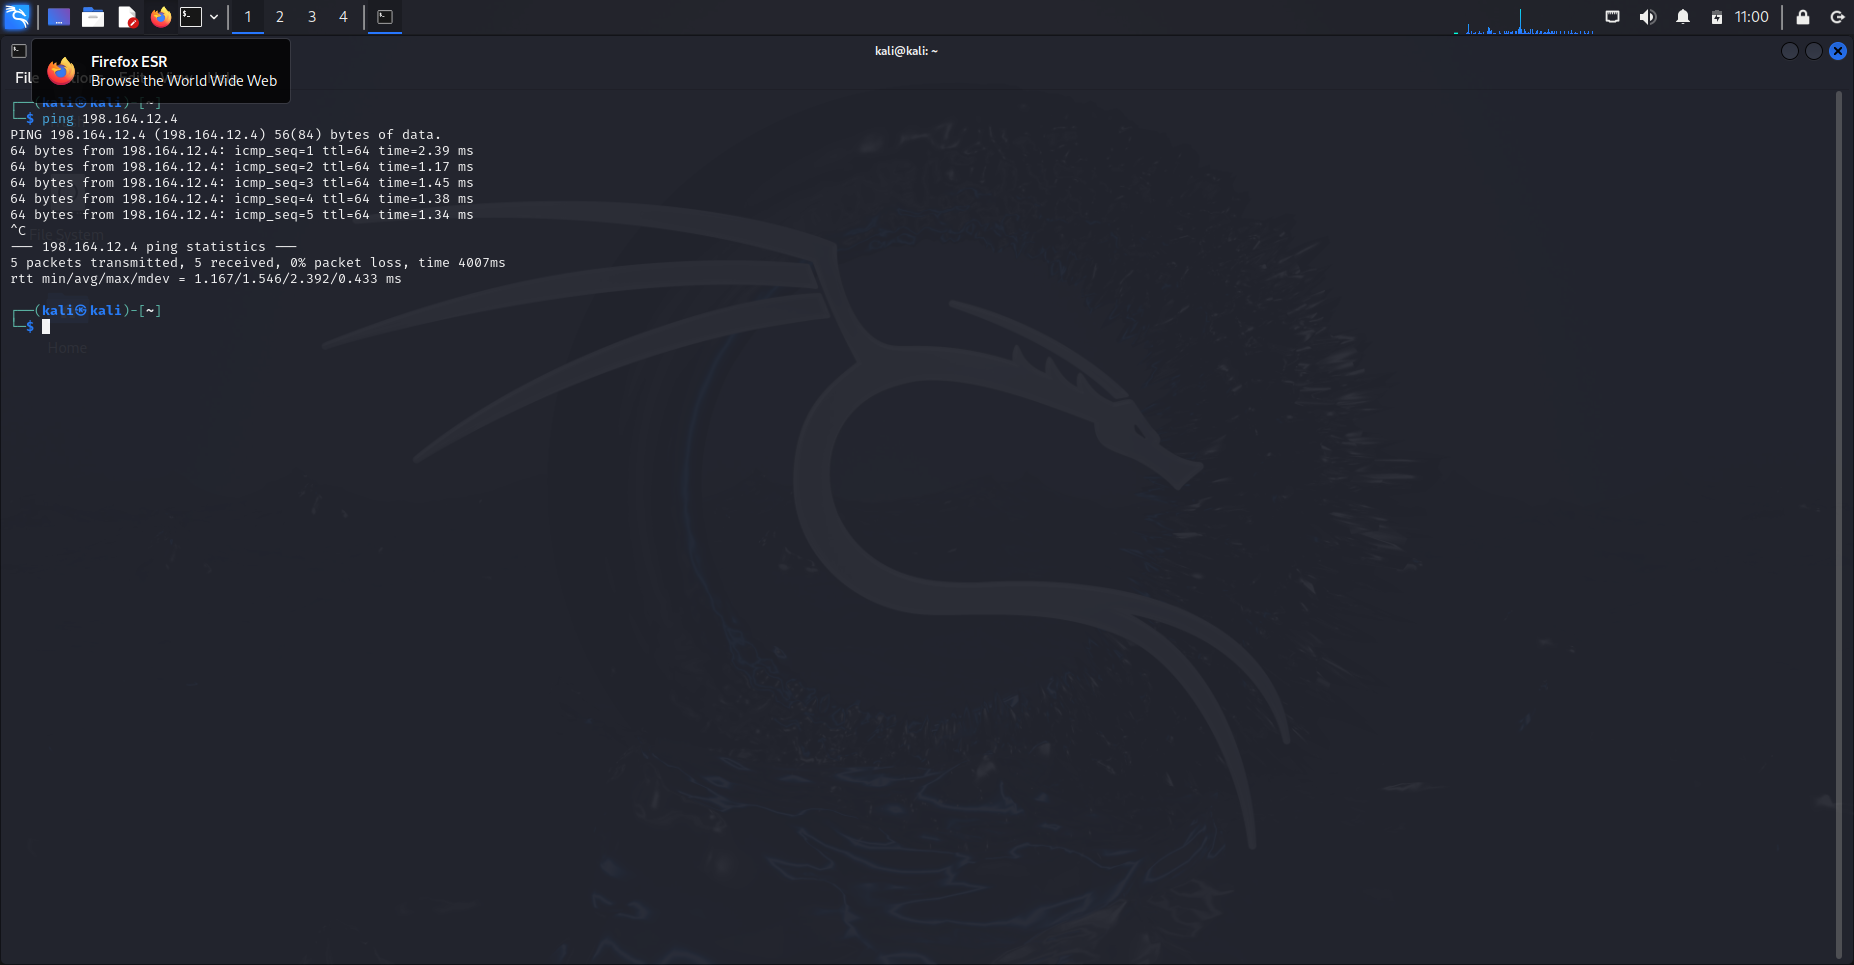 1 2 3 4 11:00
kali@kali: ~
Firefox ESR
Browse the World Wide Web
File
┌──(kali㉿kali)-[~]
└─$ ping 198.164.12.4
PING 198.164.12.4 (198.164.12.4) 56(84) bytes of data.
64 bytes from 198.164.12.4: icmp_seq=1 ttl=64 time=2.39 ms
64 bytes from 198.164.12.4: icmp_seq=2 ttl=64 time=1.17 ms
64 bytes from 198.164.12.4: icmp_seq=3 ttl=64 time=1.45 ms
64 bytes from 198.164.12.4: icmp_seq=4 ttl=64 time=1.38 ms
64 bytes from 198.164.12.4: icmp_seq=5 ttl=64 time=1.34 ms
^C
File System
--- 198.164.12.4 ping statistics ---
5 packets transmitted, 5 received, 0% packet loss, time 4007ms
rtt min/avg/max/mdev = 1.167/1.546/2.392/0.433 ms
┌──(kali㉿kali)-[~]
└─$
Home